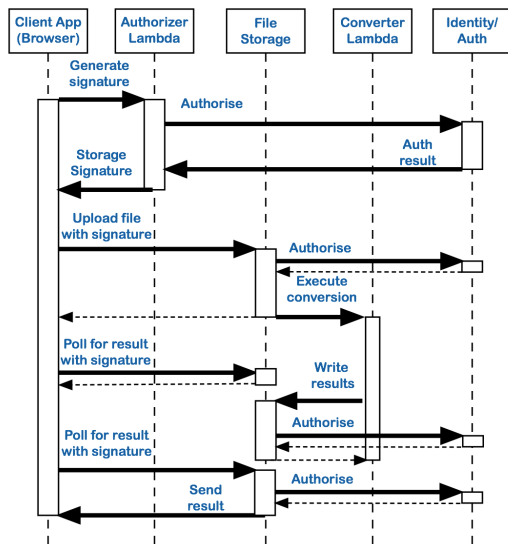 Client App
(Browser)
Authorizer
Lambda
File
Storage
Converter
Lambda
Identity/
Auth
Generate
signature
Authorise
Auth
result
Storage
Signature
Upload file
with signature
Authorise
Execute
conversion
Poll for result
with signature
Write
results
Authorise
Poll for result
with signature
Authorise
Send
result